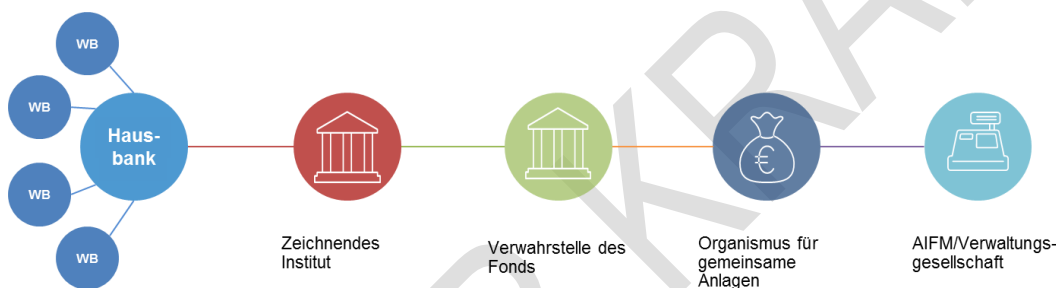 WB
WB
WB
WB
Haus-
bank
€
Zeichnendes
Institut
Verwahrstelle des
Fonds
Organismus für
gemeinsame
Anlagen
AIFM/Verwaltungs-
gesellschaft